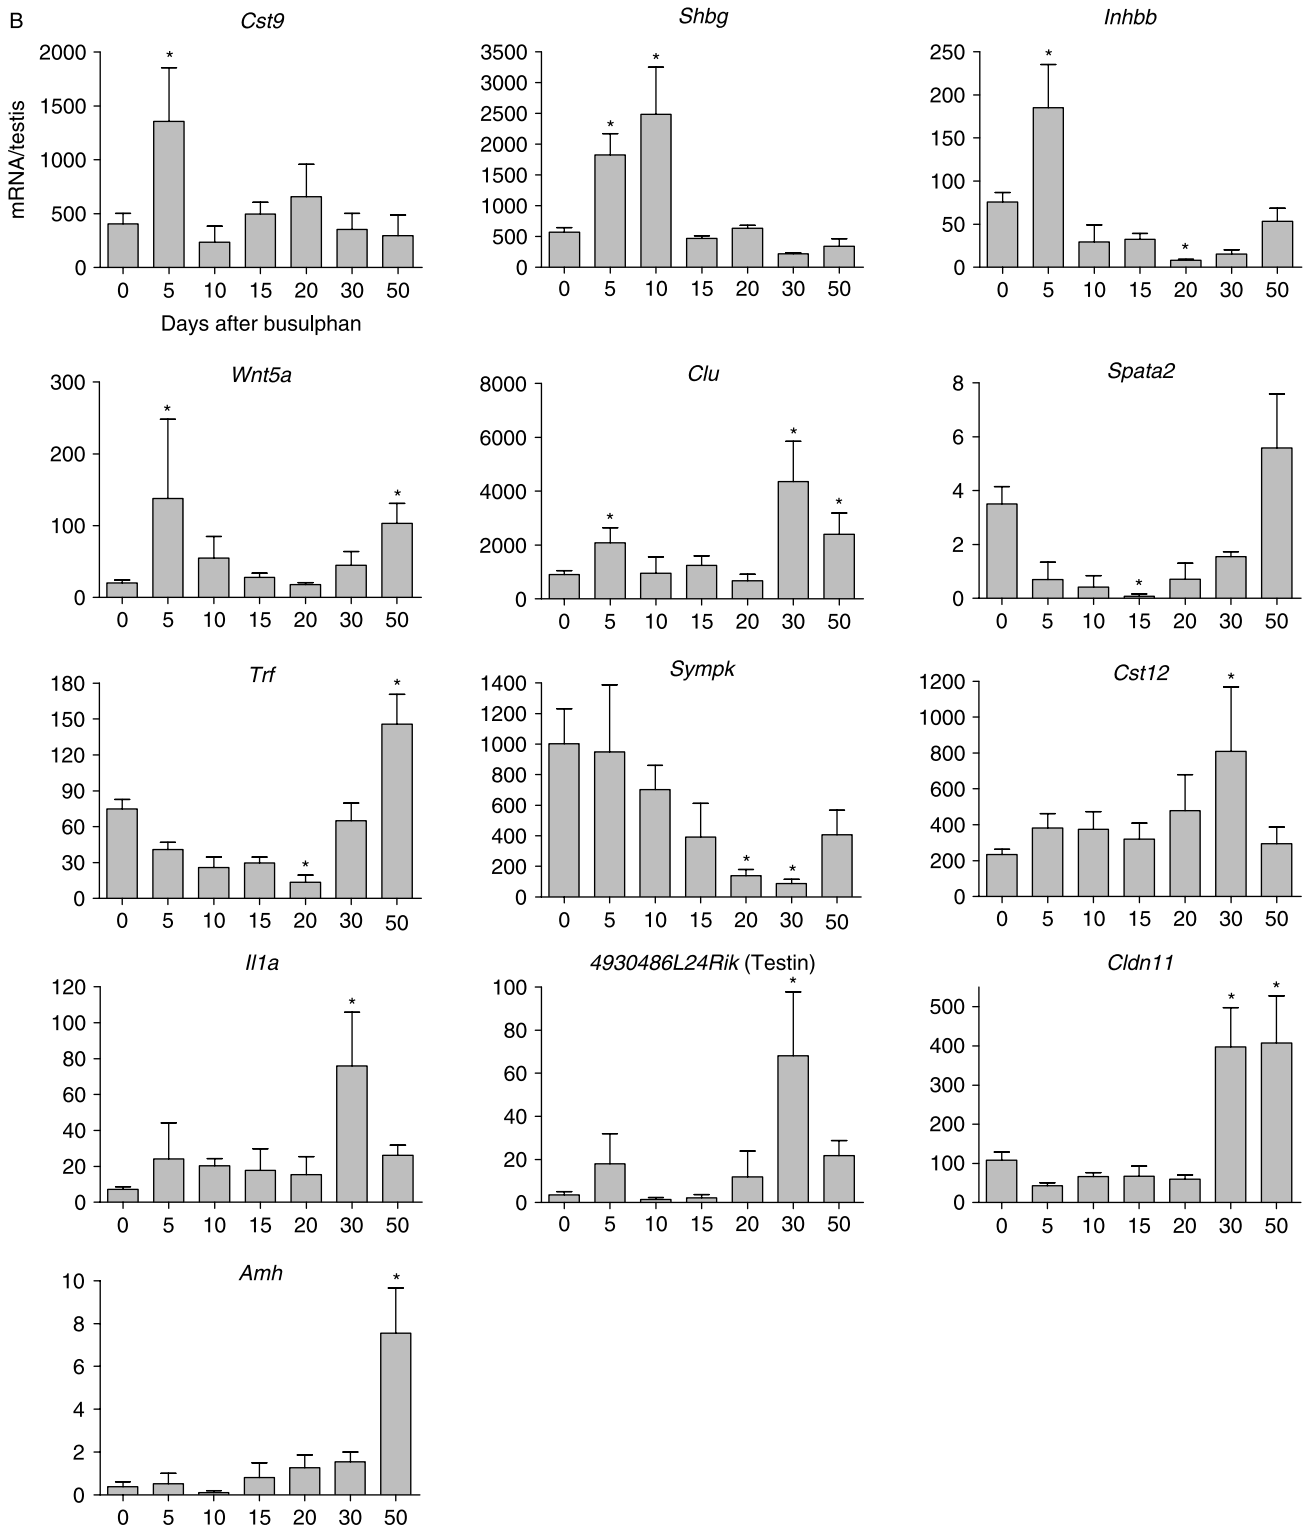 B
Cst9
2000
1500
1000
500
0
mRNA/testis
0 5 10 15 20 30 50
Days after busulphan
Shbg
3500
3000
2500
2000
1500
1000
500
0
0 5 10 15 20 30 50
Inhbb
250
200
150
100
50
0
0 5 10 15 20 30 50
Wnt5a
300
200
100
0
0 5 10 15 20 30 50
Clu
8000
6000
4000
2000
0
0 5 10 15 20 30 50
Spata2
8
6
4
2
0
0 5 10 15 20 30 50
Trf
180
150
120
90
60
30
0
0 5 10 15 20 30 50
Sympk
1400
1200
1000
800
600
400
200
0
0 5 10 15 20 30 50
Cst12
1200
1000
800
600
400
200
0
0 5 10 15 20 30 50
Il1a
120
100
80
60
40
20
0
0 5 10 15 20 30 50
4930486L24Rik (Testin)
100
80
60
40
20
0
0 5 10 15 20 30 50
Cldn11
500
400
300
200
100
0
0 5 10 15 20 30 50
Amh
10
8
6
4
2
0
0 5 10 15 20 30 50